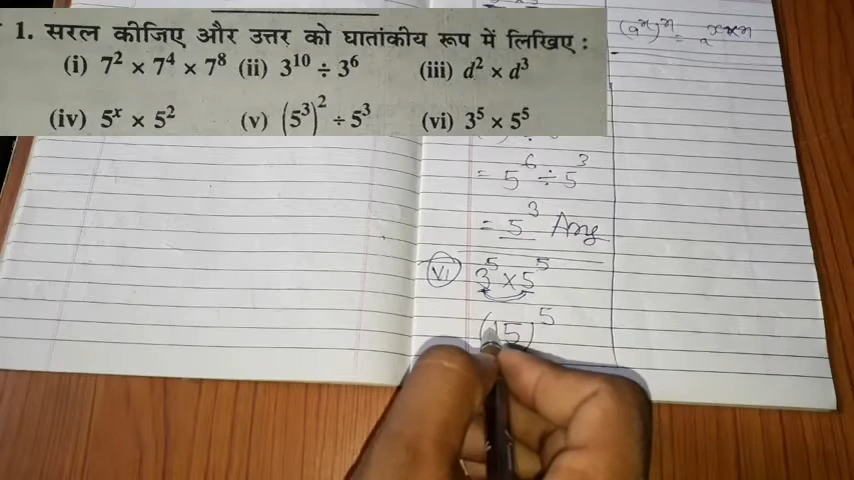 1. सरल कीजिए और उत्तर को घातांकीय रूप में लिखिए :
(i) 7² × 7⁴ × 7⁸ (ii) 3¹⁰ ÷ 3⁶ (iii) d² × d³
(iv) 5ˣ × 5² (v) (5³)² ÷ 5³ (vi) 3⁵ × 5⁵
= 5⁶ ÷ 5³
= 5³ Ans
VI 3⁵ × 5⁵
(15)⁵